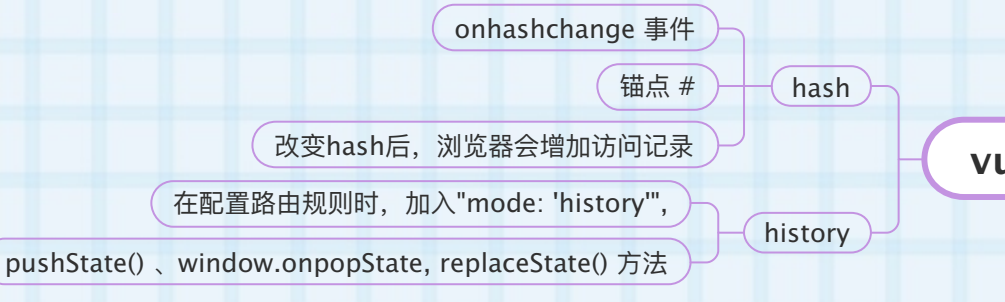 onhashchange 事件
锚点 #
hash
改变hash后，浏览器会增加访问记录
vu
在配置路由规则时，加入"mode: 'history'",
history
pushState() 、window.onpopState, replaceState() 方法